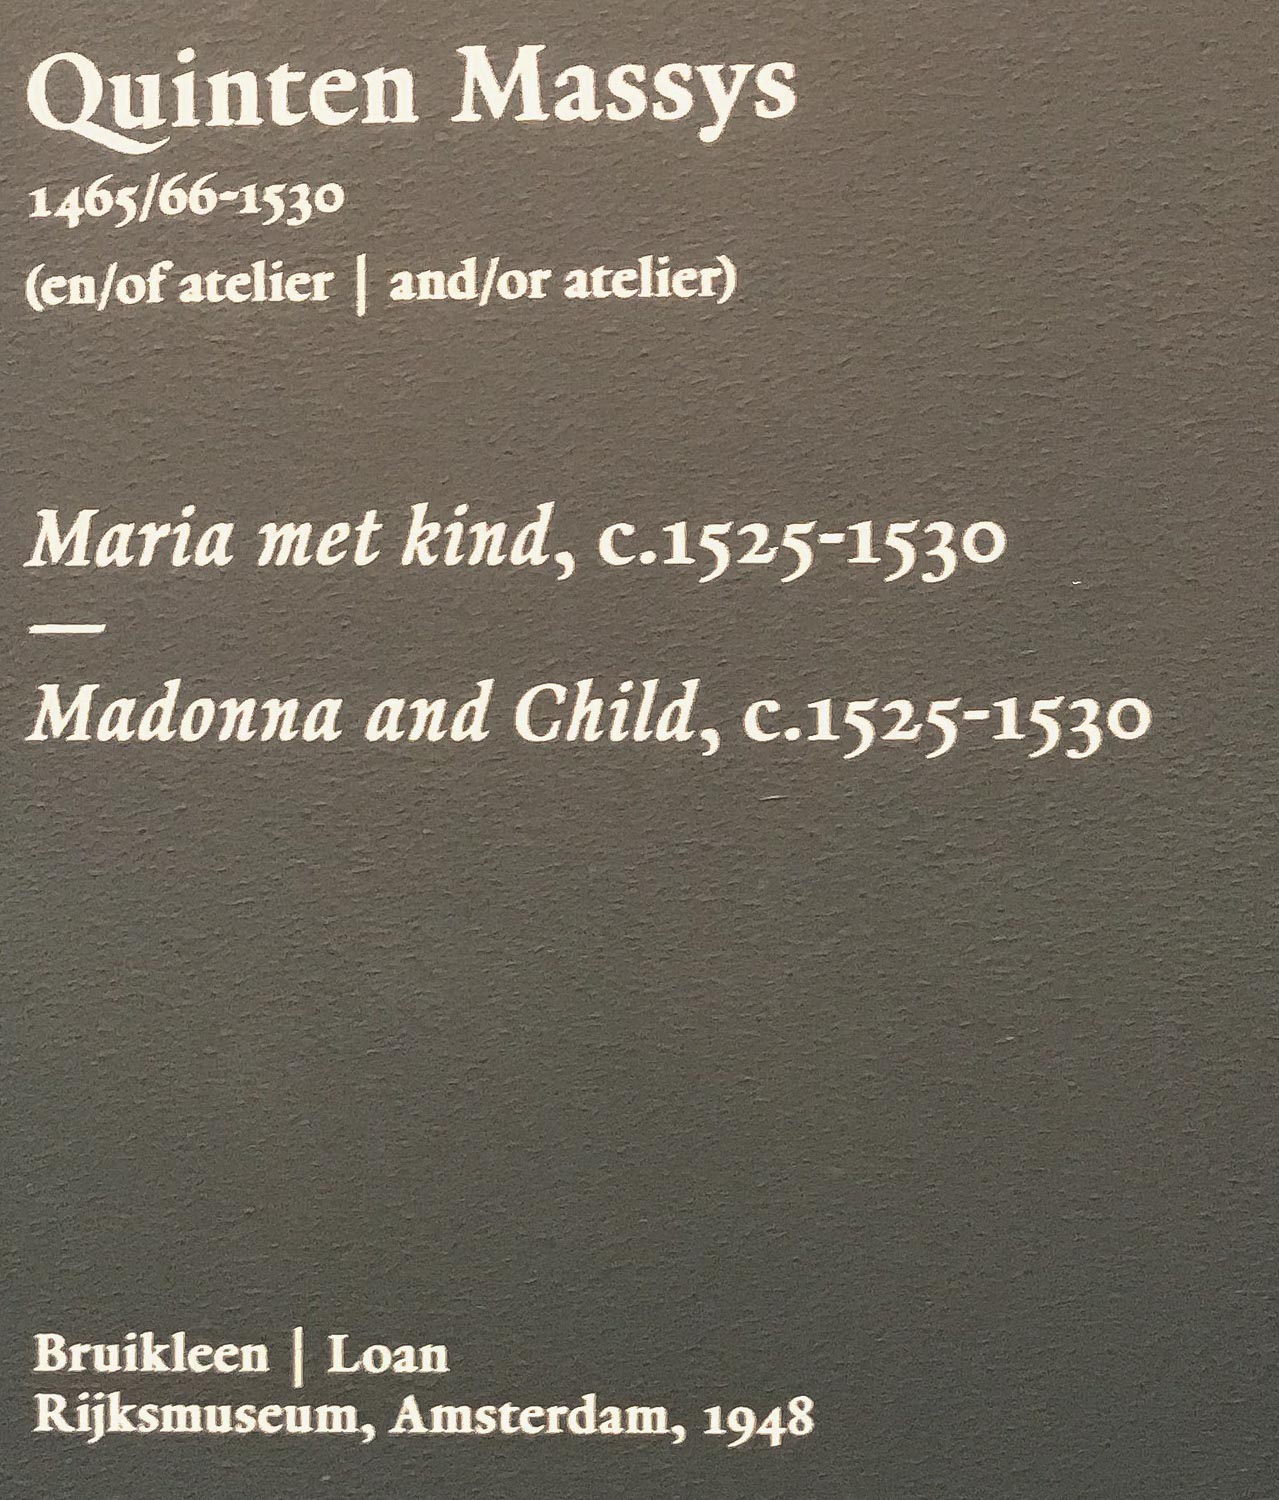 Quinten Massys
1465/66-1530
(en/of atelier | and/or atelier)
Maria met kind, c.1525-1530
—
Madonna and Child, c.1525-1530
Bruikleen | Loan
Rijksmuseum, Amsterdam, 1948